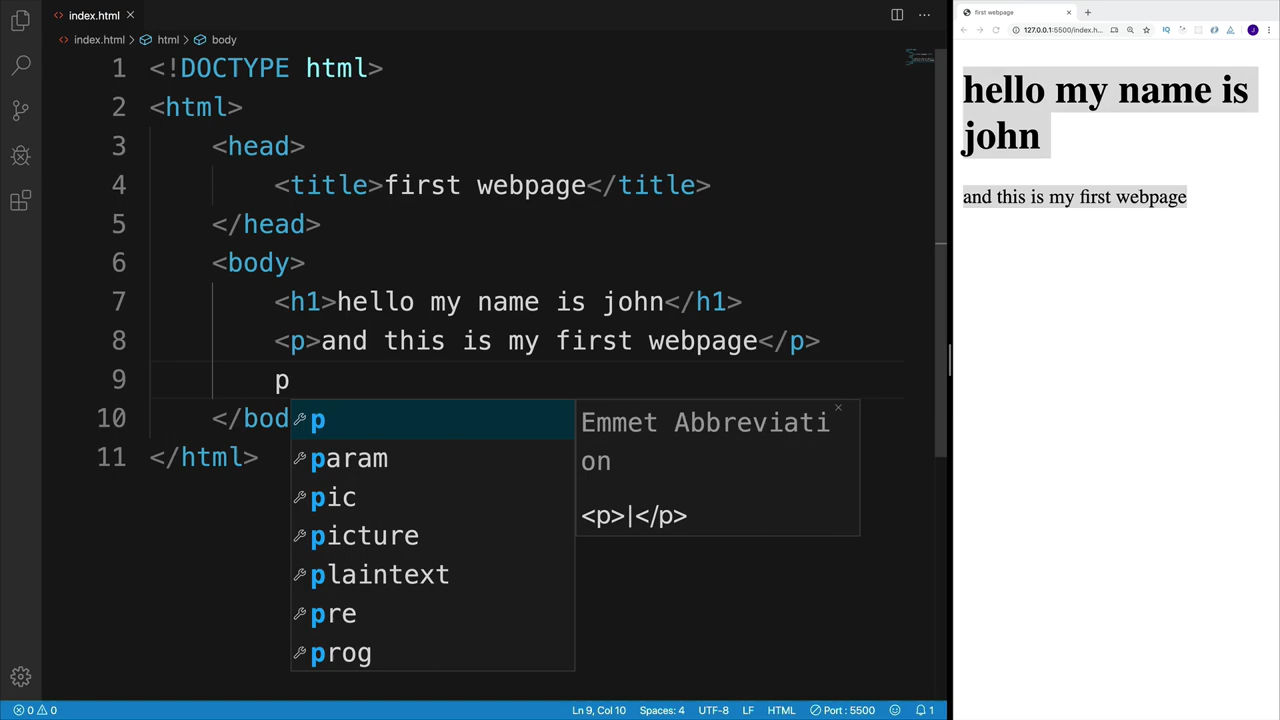 index.html
index.html › html › body
1 <!DOCTYPE html>
2 <html>
3 <head>
4 <title>first webpage</title>
5 </head>
6 <body>
7 <h1>hello my name is john</h1>
8 <p>and this is my first webpage</p>
9 p
10 </bod
11 </html>
p
param
pic
picture
plaintext
pre
prog
Emmet Abbreviati
on
<p>|</p>
0 0
Ln 9, Col 10 Spaces: 4 UTF-8 LF HTML Port : 5500 1
first webpage
127.0.0.1:5500/index.h...
IQ
J
hello my name is
john
and this is my first webpage